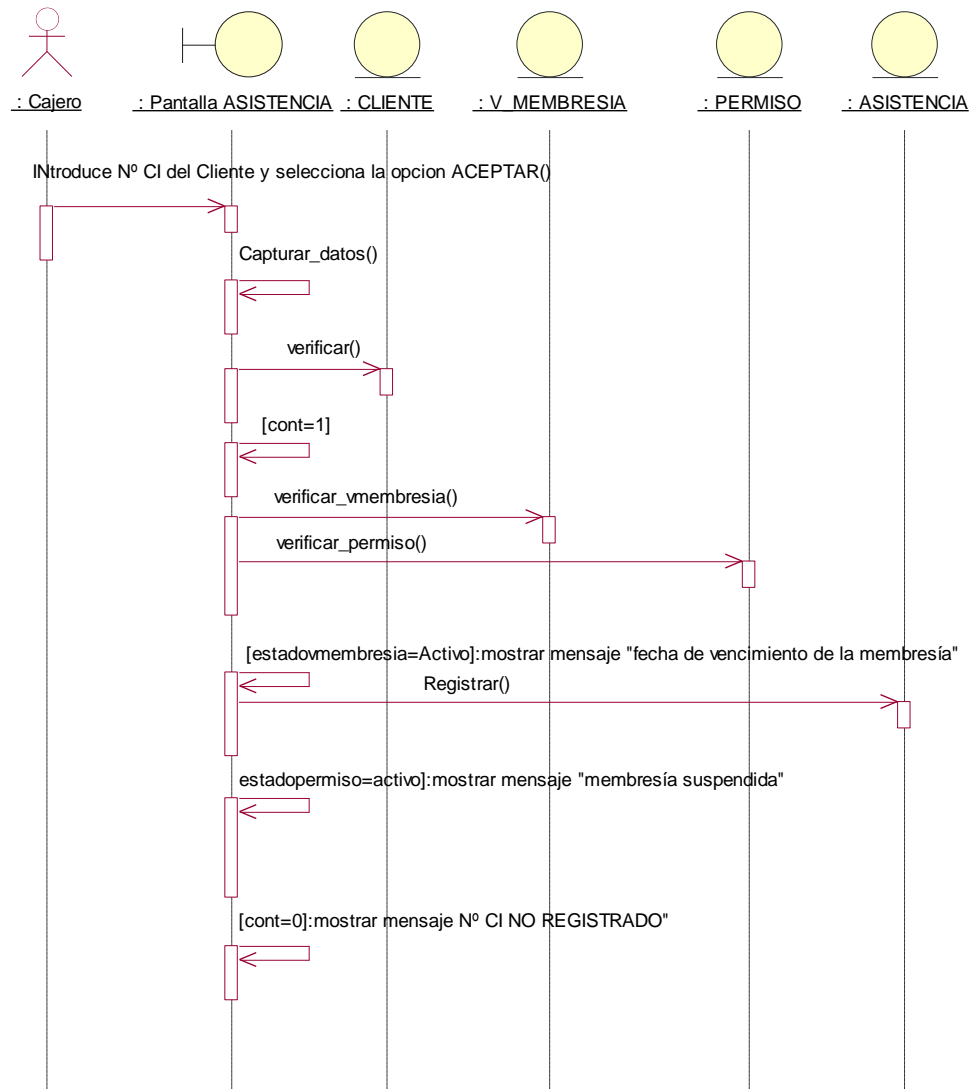 : Cajero
: Pantalla ASISTENCIA
: CLIENTE
: V_MEMBRESIA
: PERMISO
: ASISTENCIA
INtroduce Nº CI del Cliente y selecciona la opcion ACEPTAR()
Capturar_datos()
verificar()
[cont=1]
verificar_vmembresia()
verificar_permiso()
[estadovmembresia=Activo]:mostrar mensaje "fecha de vencimiento de la membresía"
Registrar()
estadopermiso=activo]:mostrar mensaje "membresía suspendida"
[cont=0]:mostrar mensaje Nº CI NO REGISTRADO"